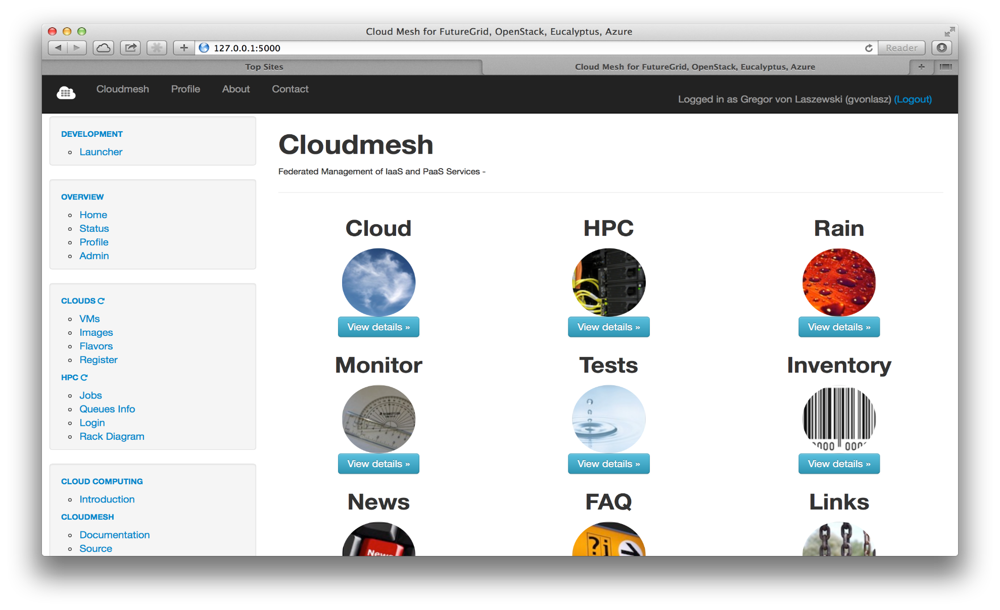 Cloud Mesh for FutureGrid, OpenStack, Eucalyptus, Azure
127.0.0.1:5000
Reader
Top Sites
Cloud Mesh for FutureGrid, OpenStack, Eucalyptus, Azure
Cloudmesh Profile About Contact
Logged in as Gregor von Laszewski (gvonlasz) (Logout)
DEVELOPMENT
Launcher
OVERVIEW
Home
Status
Profile
Admin
CLOUDS
VMs
Images
Flavors
Register
HPC
Jobs
Queues Info
Login
Rack Diagram
CLOUD COMPUTING
Introduction
CLOUDMESH
Documentation
Source
Cloudmesh
Federated Management of IaaS and PaaS Services -
Cloud HPC Rain
View details » View details » View details »
Monitor Tests Inventory
0000 000
View details » View details » View details »
News FAQ Links
News ?i